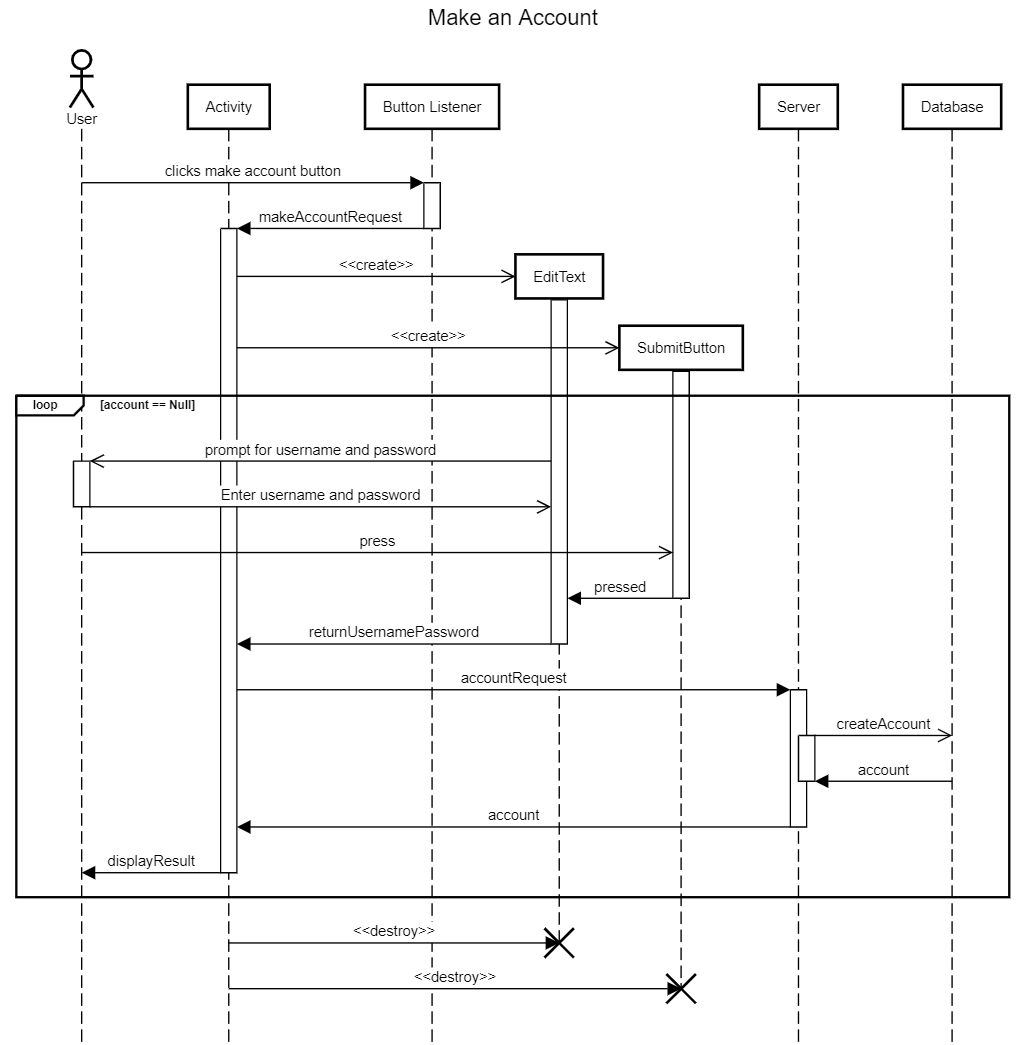 Make an Account
User
Activity
Button Listener
Server
Database
clicks make account button
makeAccountRequest
<<create>>
EditText
<<create>>
SubmitButton
loop
[account == Null]
prompt for username and password
Enter username and password
press
pressed
returnUsernamePassword
accountRequest
createAccount
account
account
displayResult
<<destroy>>
<<destroy>>